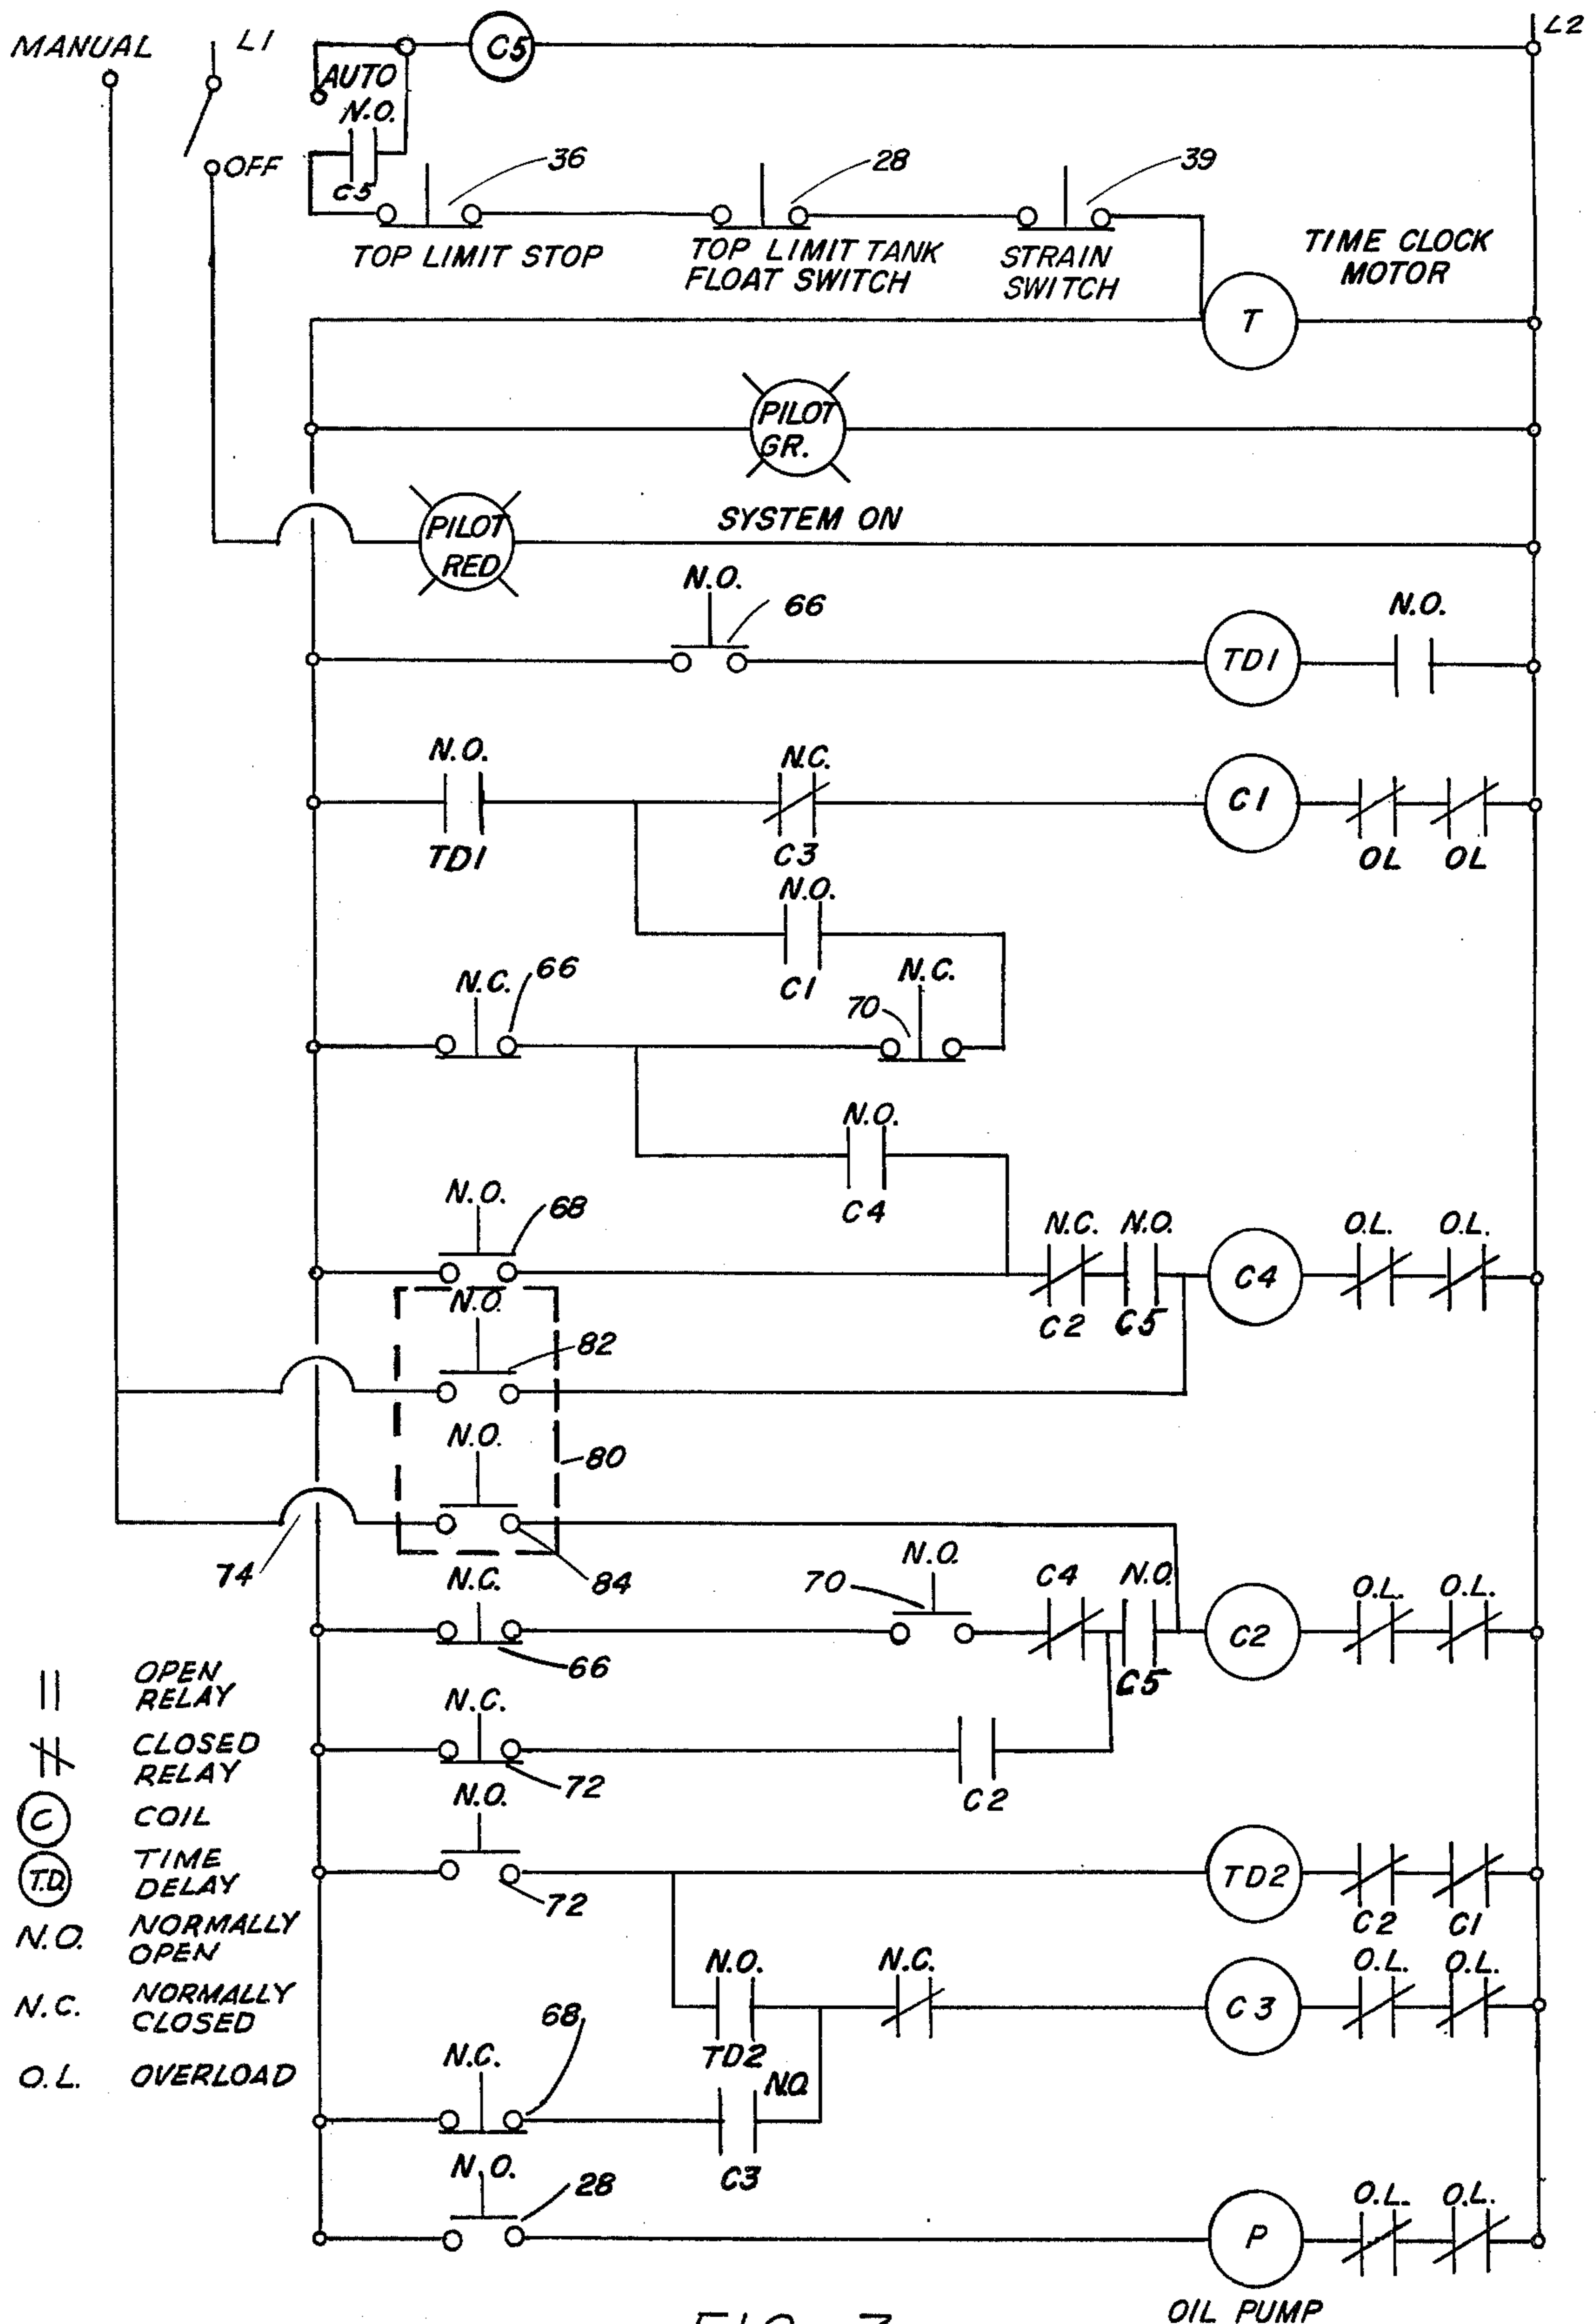 MANUAL
L1
AUTO
C5
L2
N.O.
OFF
C5
36
28
39
TOP LIMIT STOP
TOP LIMIT TANK
FLOAT SWITCH
STRAIN
SWITCH
TIME CLOCK
MOTOR
T
PILOT
GR.
PILOT
RED
SYSTEM ON
N.O.
66
TD1
N.O.
N.O.
TD1
N.C.
C3
C1
OL
OL
N.O.
C1
N.C.
66
70
N.C.
N.O.
C4
N.O.
68
N.C.
C2
N.O.
C5
C4
O.L.
O.L.
N.O.
82
N.O.
80
74
84
N.C.
66
70
N.O.
C4
N.O.
C5
C2
O.L.
O.L.
N.C.
72
C2
N.O.
72
TD2
C2
C1
N.O.
TD2
N.C.
C3
O.L.
O.L.
N.C.
68
N.O.
C3
N.O.
28
P
O.L.
O.L.
OIL PUMP
OPEN
RELAY
CLOSED
RELAY
C
COIL
T.D.
TIME
DELAY
N.O.
NORMALLY
OPEN
N.C.
NORMALLY
CLOSED
O.L.
OVERLOAD